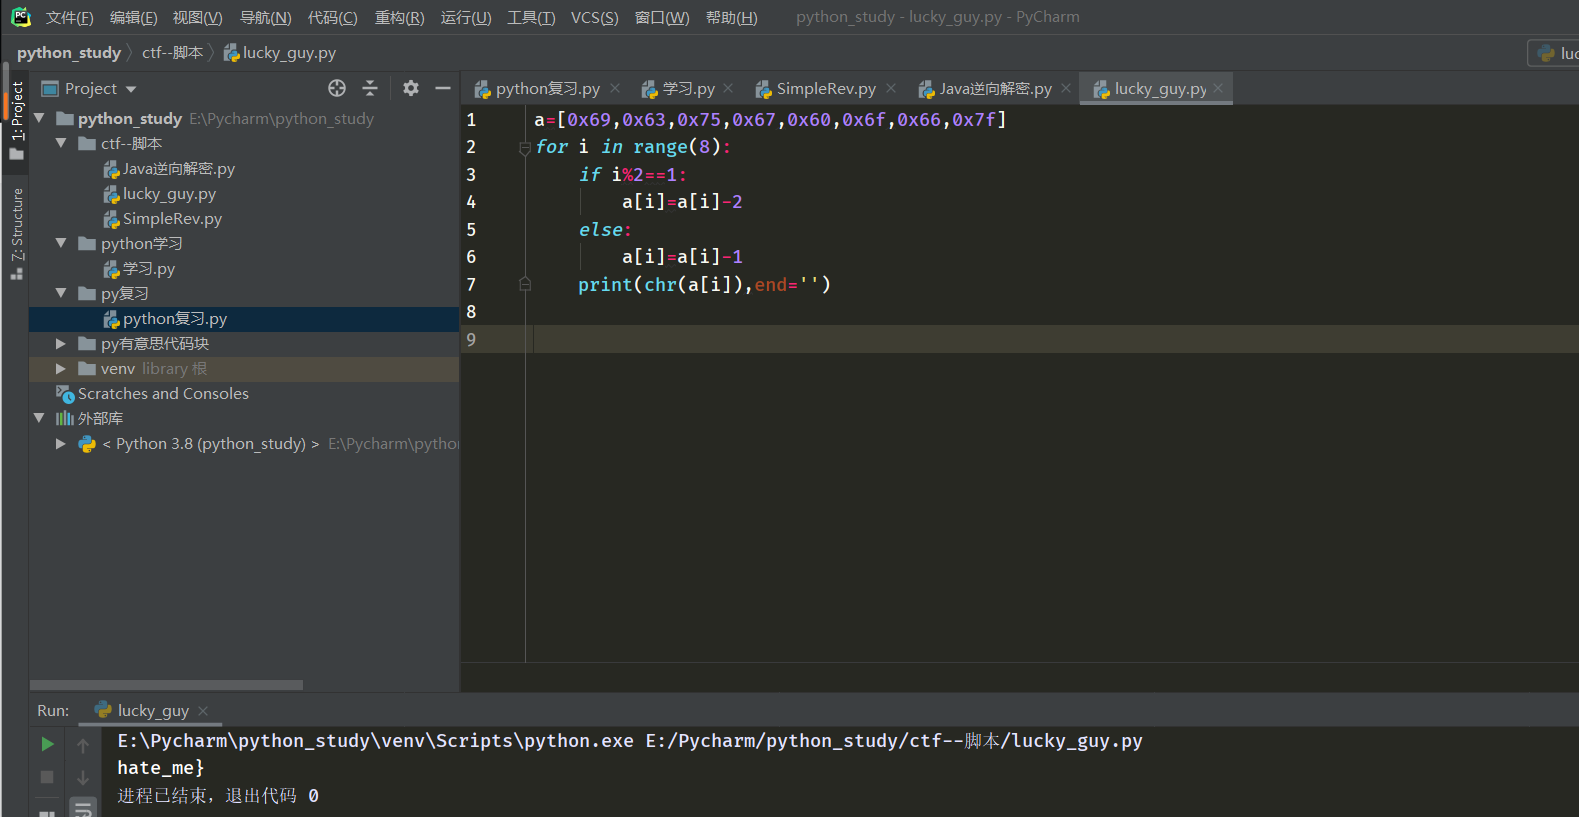 文件(F) 编辑(E) 视图(V) 导航(N) 代码(C) 重构(R) 运行(U) 工具(T) VCS(S) 窗口(W) 帮助(H) python_study - lucky_guy.py - PyCharm
python_study ctf--脚本 lucky_guy.py luc
1: Project
Z: Structure
Project
python_study E:\Pycharm\python_study
ctf--脚本
Java逆向解密.py
lucky_guy.py
SimpleRev.py
python学习
学习.py
py复习
python复习.py
py有意思代码块
venv library 根
Scratches and Consoles
外部库
< Python 3.8 (python_study) > E:\Pycharm\pytho
python复习.py 学习.py SimpleRev.py Java逆向解密.py lucky_guy.py
1 a=[0x69,0x63,0x75,0x67,0x60,0x6f,0x66,0x7f]
2 for i in range(8):
3 if i%2==1:
4 a[i]=a[i]-2
5 else:
6 a[i]=a[i]-1
7 print(chr(a[i]),end='')
8
9
Run: lucky_guy
E:\Pycharm\python_study\venv\Scripts\python.exe E:/Pycharm/python_study/ctf--脚本/lucky_guy.py
hate_me}
进程已结束，退出代码 0